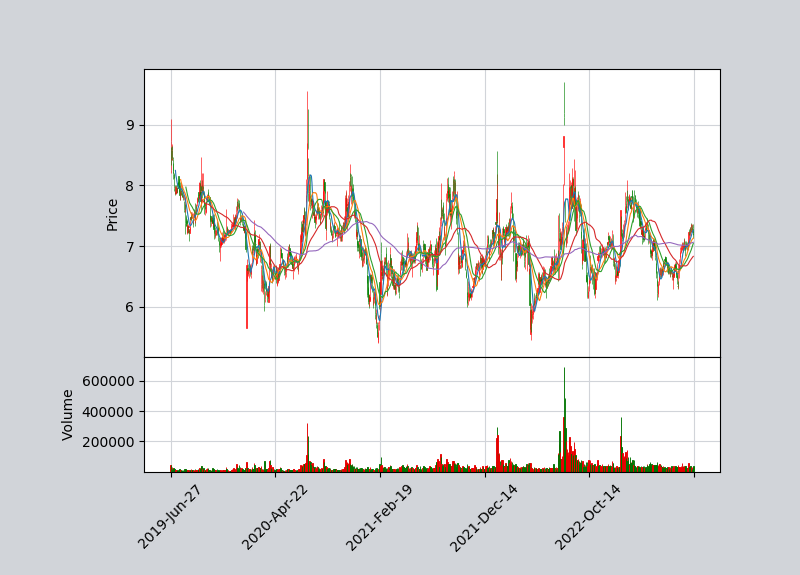 9
8
7
6
Price
600000
400000
200000
Volume
2019-Jun-27
2020-Apr-22
2021-Feb-19
2021-Dec-14
2022-Oct-14